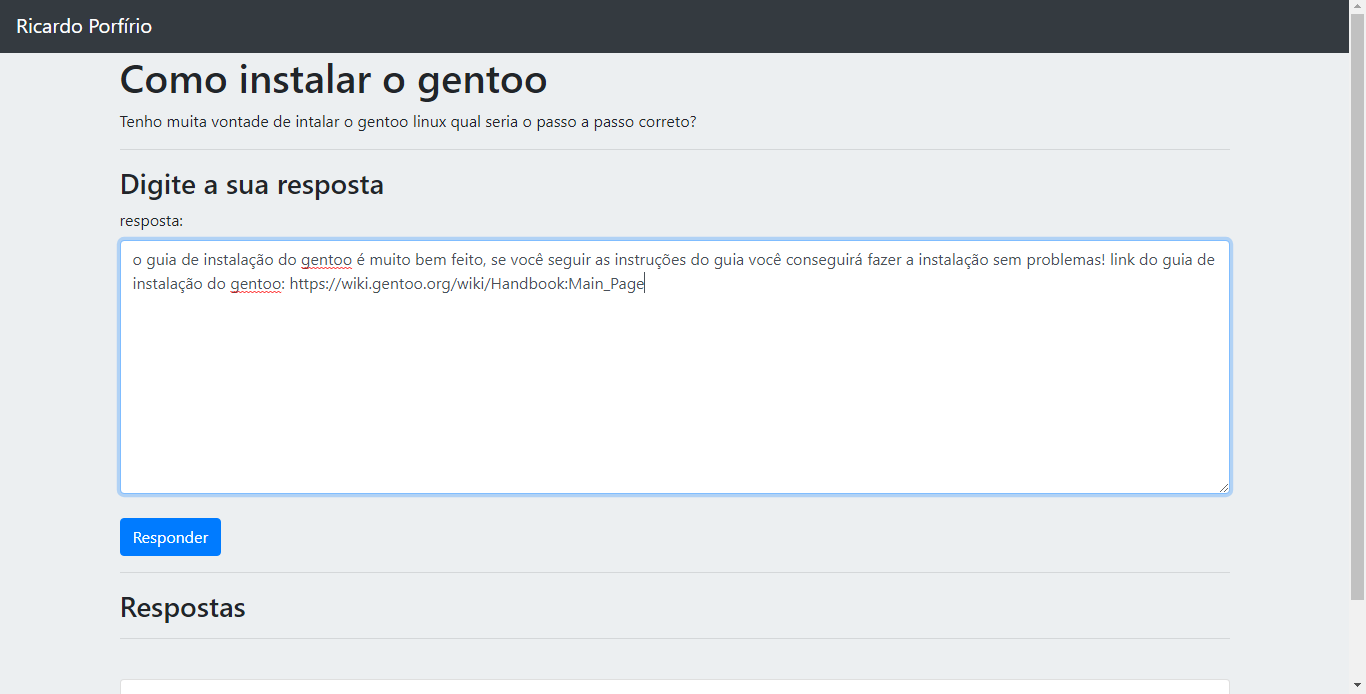 Ricardo Porfírio
Como instalar o gentoo
Tenho muita vontade de intalar o gentoo linux qual seria o passo a passo correto?
Digite a sua resposta
resposta:
o guia de instalação do gentoo é muito bem feito, se você seguir as instruções do guia você conseguirá fazer a instalação sem problemas! link do guia de
instalação do gentoo: https://wiki.gentoo.org/wiki/Handbook:Main_Page
Responder
Respostas